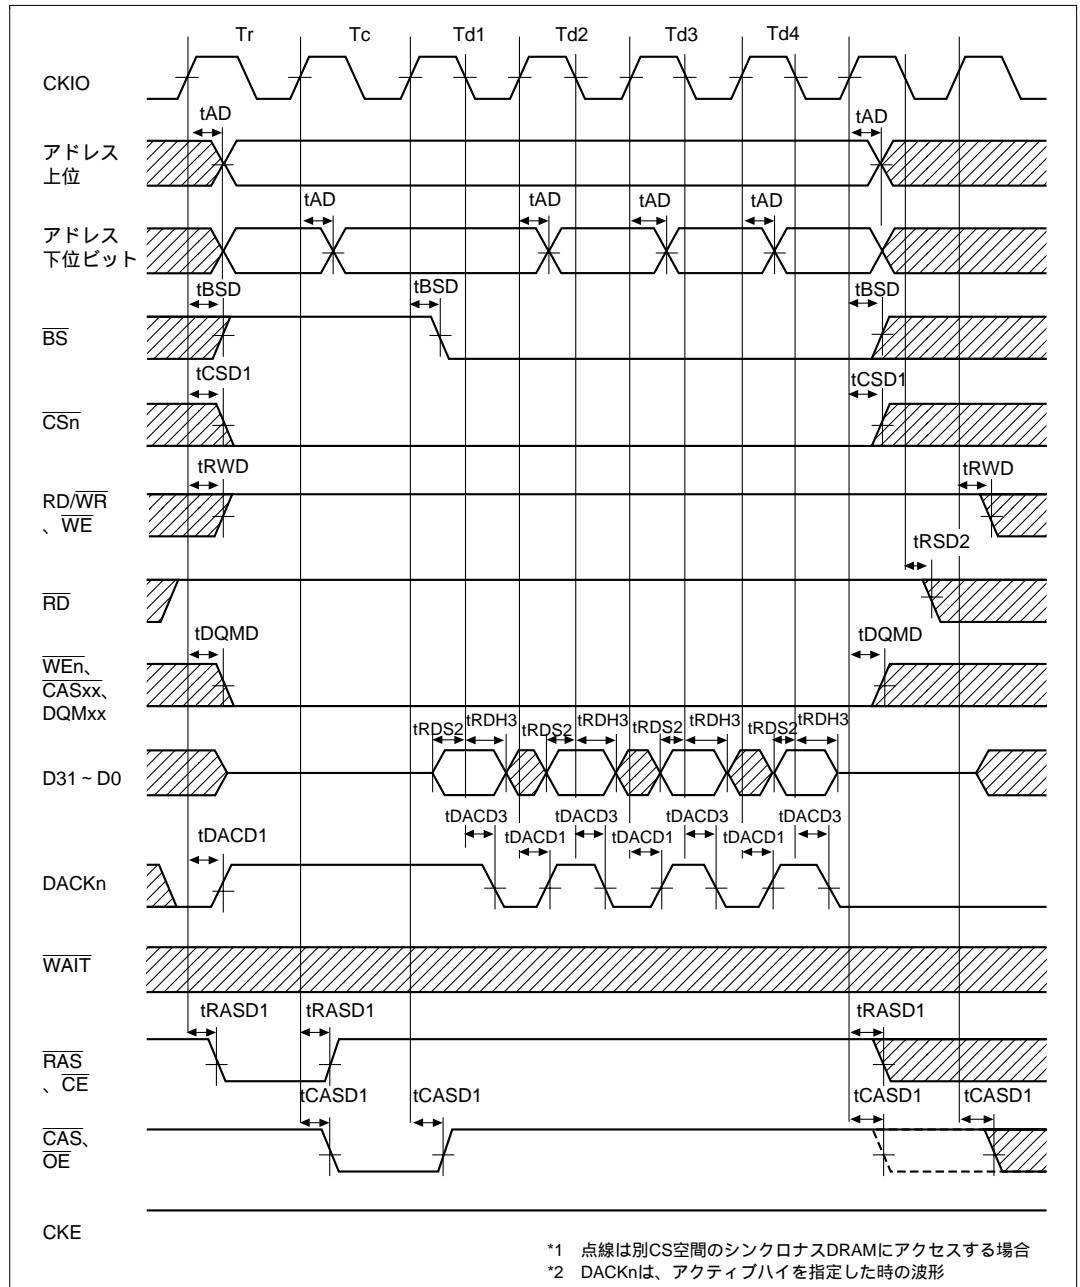 Tr Tc Td1 Td2 Td3 Td4
CKIO
tAD tAD
アドレス
上位
tAD tAD tAD tAD
アドレス
下位ビット
tBSD tBSD tBSD
BS
tCSD1 tCSD1
CSn
tRWD tRWD
RD/WR
、WE
tRSD2
RD
tDQMD tDQMD
WEn、
CASxx、
DQMxx
tRDS2 tRDH3 tRDS2 tRDH3 tRDS2 tRDH3 tRDS2 tRDH3
D31 ~ D0
tDACD3 tDACD3 tDACD3 tDACD3
tDACD1 tDACD1 tDACD1 tDACD1
DACKn
WAIT
tRASD1 tRASD1 tRASD1
RAS
、CE
tCASD1 tCASD1 tCASD1 tCASD1
CAS、
OE
CKE
*1 点線は別CS空間のシンクロナスDRAMにアクセスする場合
*2 DACKnは、アクティブハイを指定した時の波形